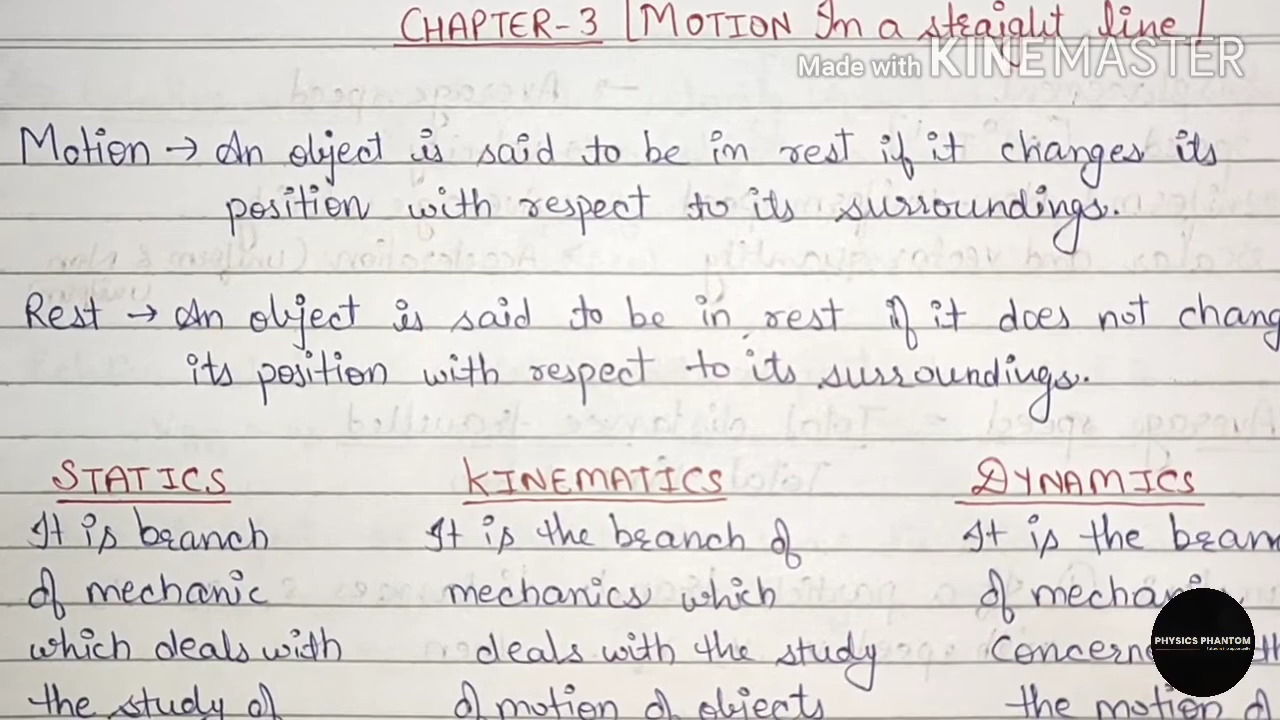 CHAPTER-3 [MOTION In a straight line]
Made with KINEMASTER
Motion → An object is said to be in rest if it changes its
position with respect to its surroundings.
Rest → An object is said to be in rest if it does not chang
its position with respect to its surroundings.
STATICS KINEMATICS DYNAMICS
It is branch It is the branch of It is the bran
of mechanic mechanics which of mechanic
which deals with deals with the study Concerne th
the study of of motion of objects the motion of
PHYSICS PHANTOM